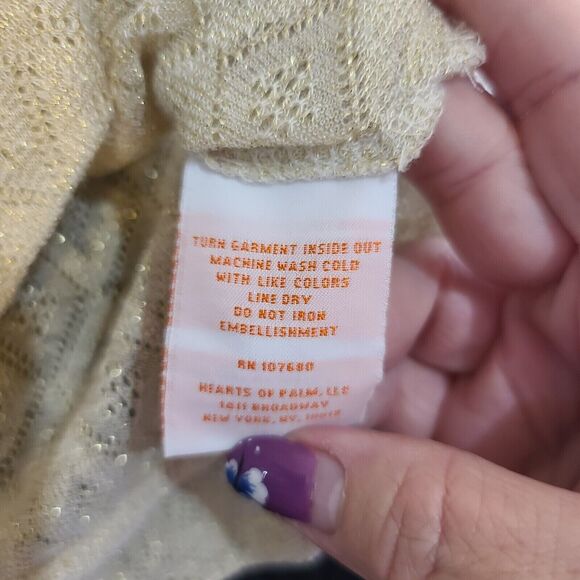 TURN GARMENT INSIDE OUT
MACHINE WASH COLD
WITH LIKE COLORS
LINE DRY
DO NOT IRON
EMBELLISHMENT
RN 107680
HEARTS OF PALM, LLC
1411 BROADWAY
NEW YORK, NY. 10018